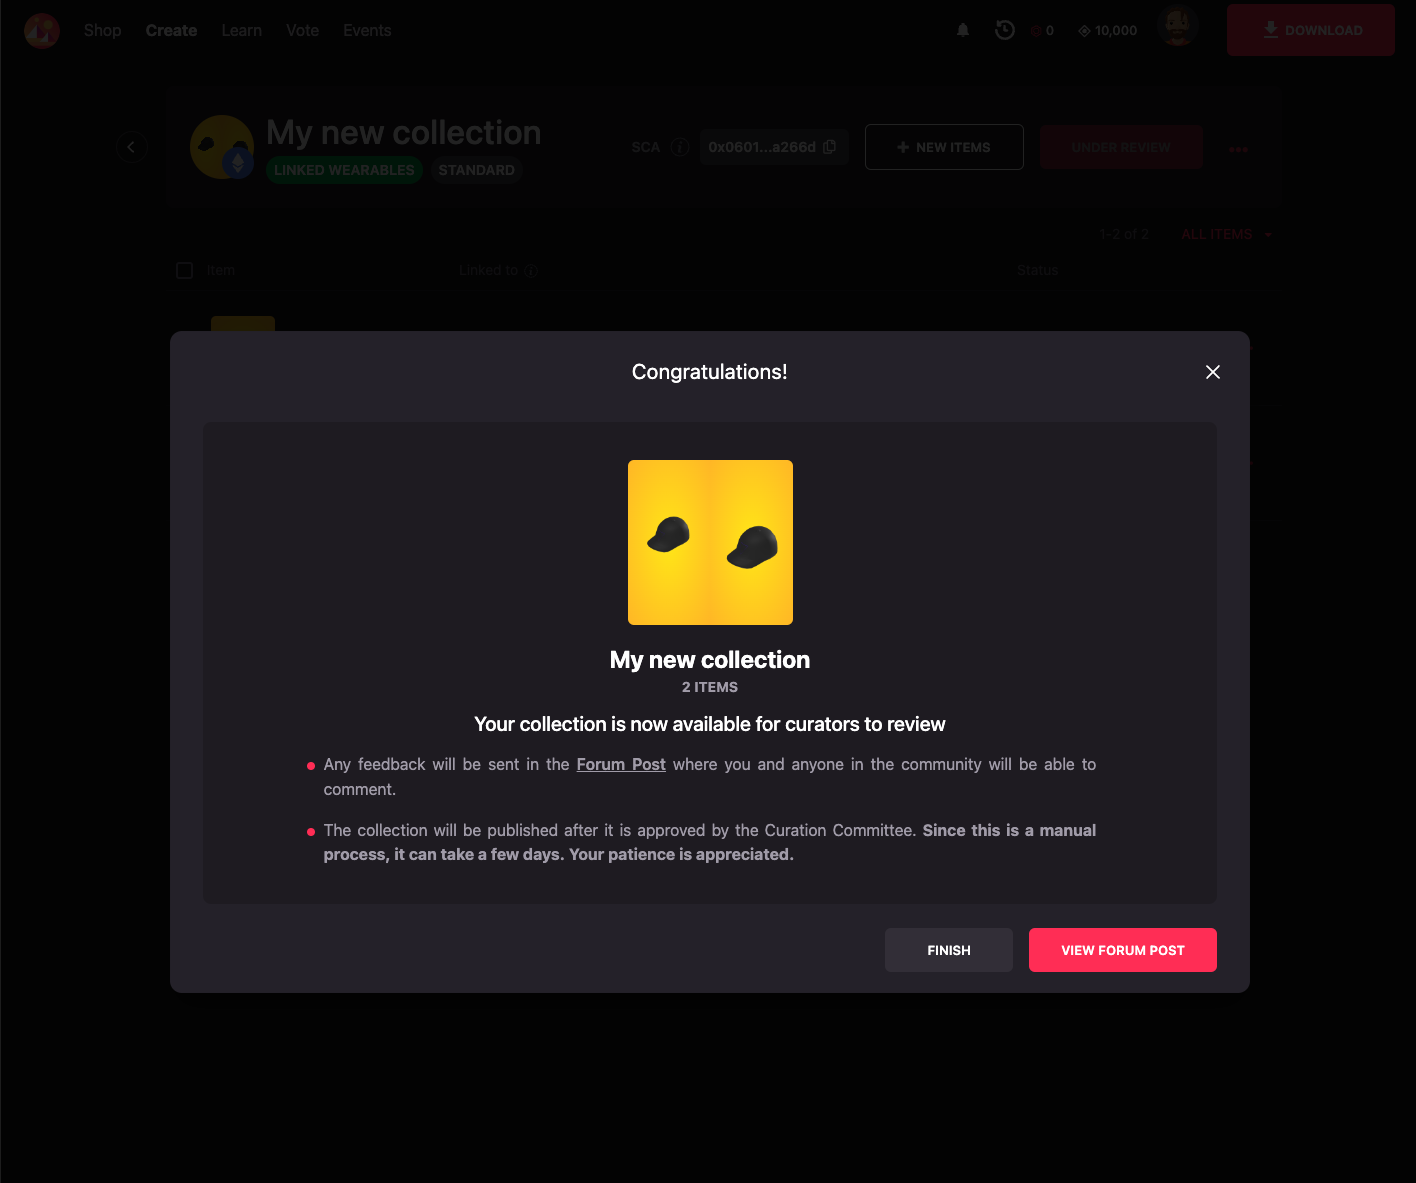 Shop Create Learn Vote Events 0 10,000 DOWNLOAD
My new collection
LINKED WEARABLES STANDARD
SCA 0x0601...a266d NEW ITEMS UNDER REVIEW
1-2 of 2 ALL ITEMS
Item Linked to Status
Congratulations!
My new collection
2 ITEMS
Your collection is now available for curators to review
Any feedback will be sent in the Forum Post where you and anyone in the community will be able to
comment.
The collection will be published after it is approved by the Curation Committee. Since this is a manual
process, it can take a few days. Your patience is appreciated.
FINISH VIEW FORUM POST